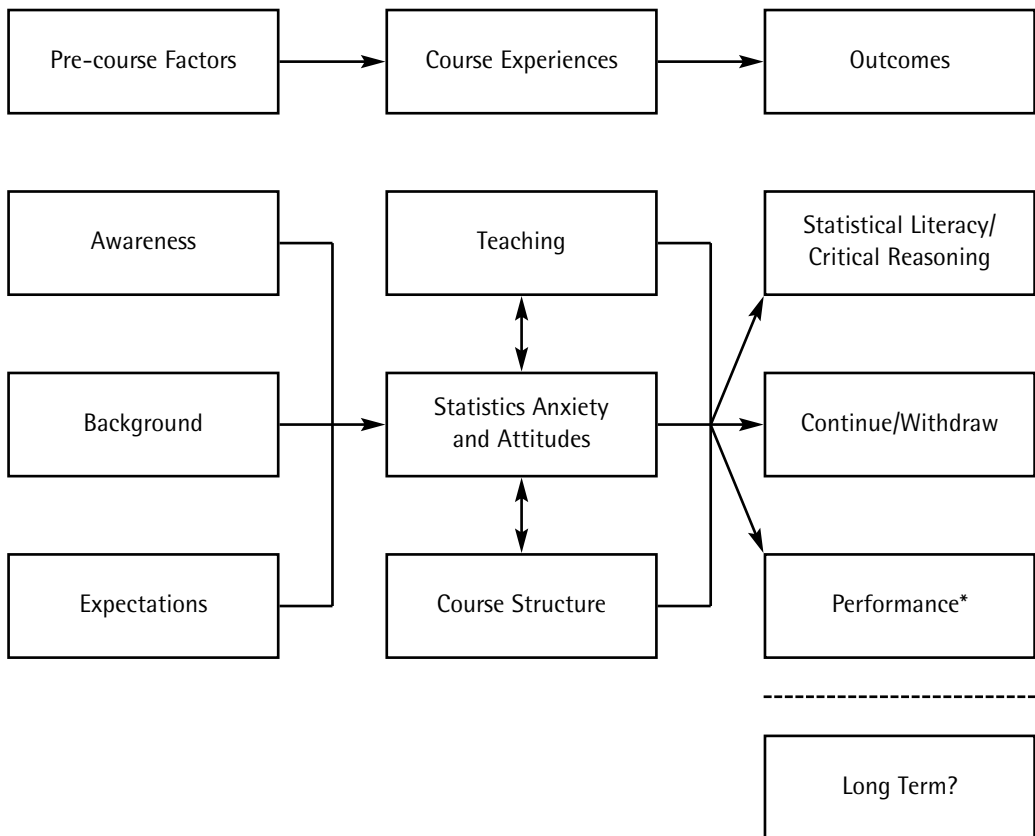 Pre-course Factors
Course Experiences
Outcomes
Awareness
Teaching
Statistical Literacy/
Critical Reasoning
Background
Statistics Anxiety
and Attitudes
Continue/Withdraw
Expectations
Course Structure
Performance*
Long Term?